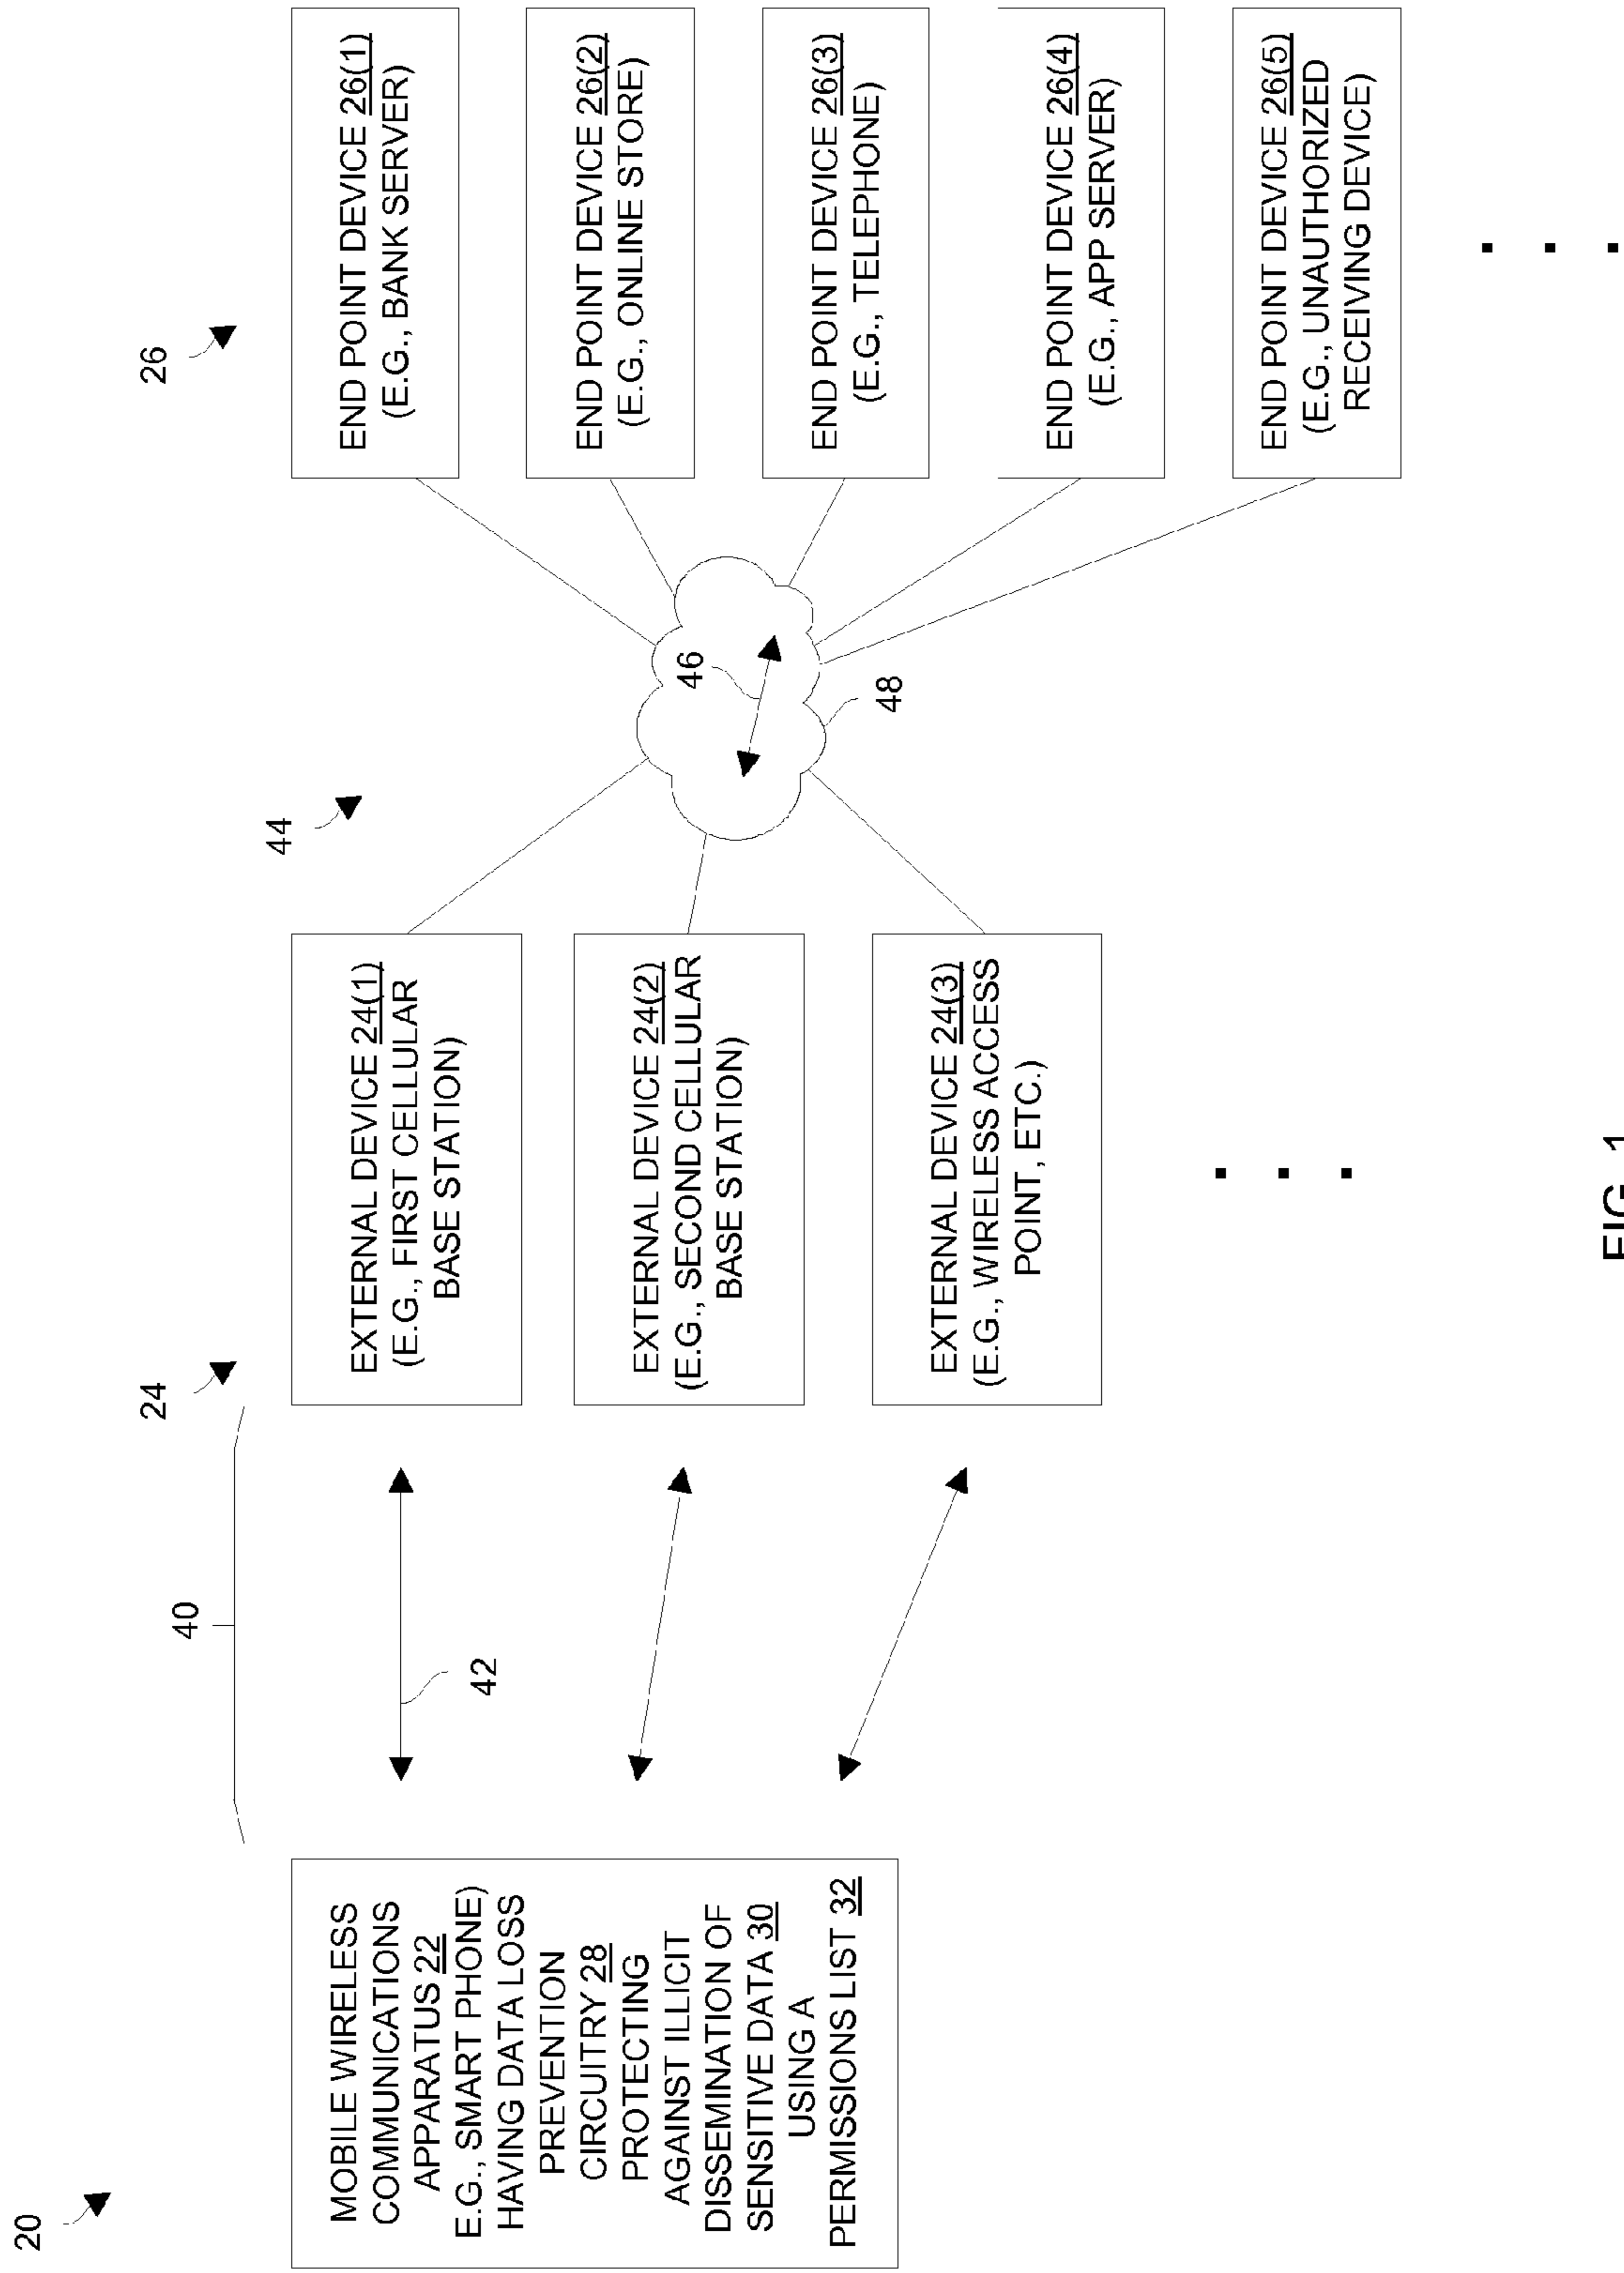 20
MOBILE WIRELESS
COMMUNICATIONS
APPARATUS 22
E.G., SMART PHONE)
HAVING DATA LOSS
PREVENTION
CIRCUITRY 28
PROTECTING
AGAINST ILLICIT
DISSEMINATION OF
SENSITIVE DATA 30
USING A
PERMISSIONS LIST 32
40
42
24
EXTERNAL DEVICE 24(1)
(E.G., FIRST CELLULAR
BASE STATION)
EXTERNAL DEVICE 24(2)
(E.G., SECOND CELLULAR
BASE STATION)
EXTERNAL DEVICE 24(3)
(E.G., WIRELESS ACCESS
POINT, ETC.)
44
46
48
26
END POINT DEVICE 26(1)
(E.G., BANK SERVER)
END POINT DEVICE 26(2)
(E.G., ONLINE STORE)
END POINT DEVICE 26(3)
(E.G., TELEPHONE)
END POINT DEVICE 26(4)
(E.G., APP SERVER)
END POINT DEVICE 26(5)
(E.G., UNAUTHORIZED
RECEIVING DEVICE)
FIG. 1